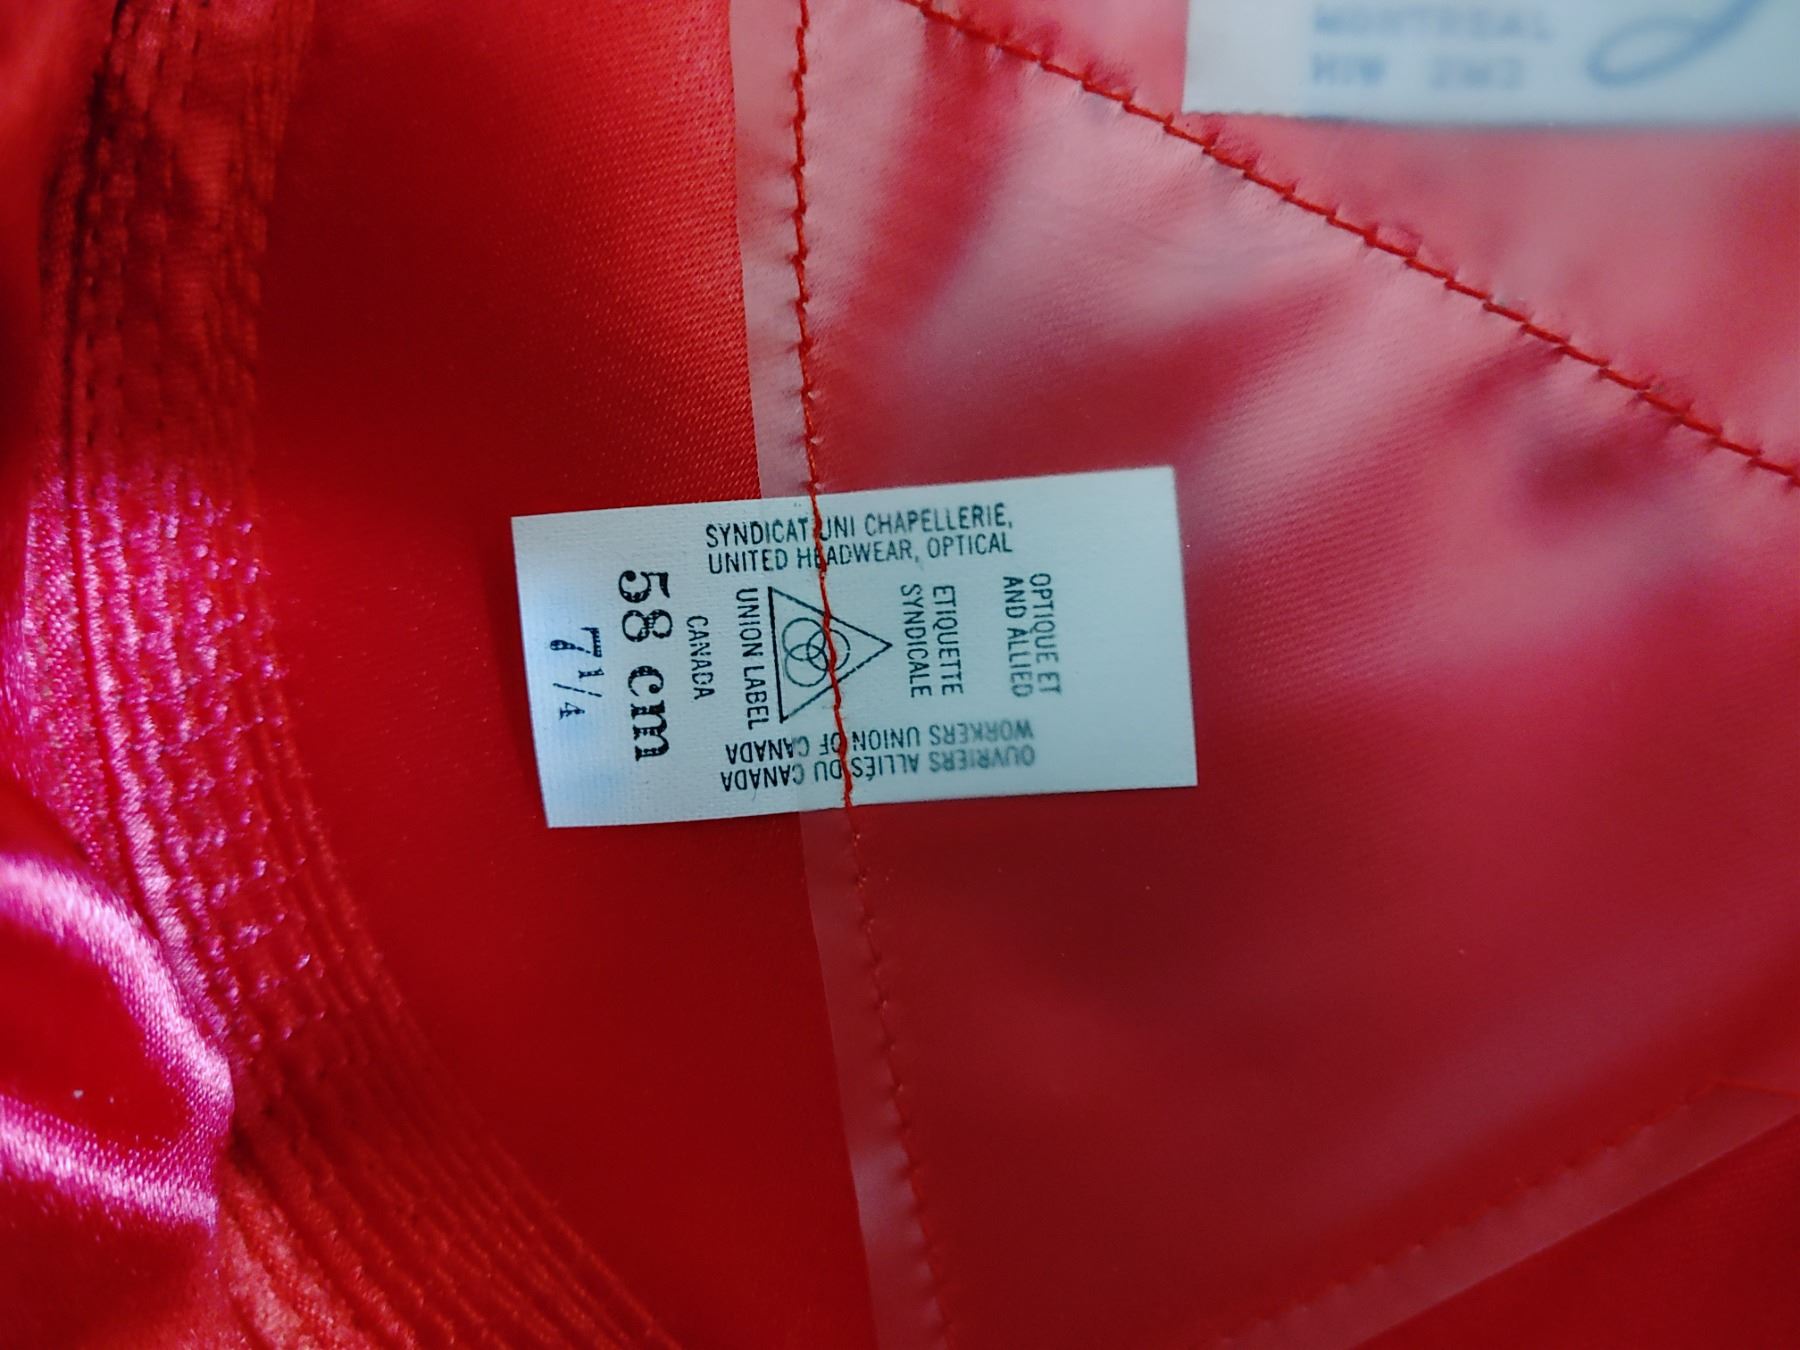 MONTREAL
SYNDICAT UNI CHAPELLERIE,
UNITED HEADWEAR, OPTICAL
OPTIQUE ET
AND ALLIED
WORKERS UNION OF CANADA
OUVRIERS ALLIÉS DU CANADA
ETIQUETTE
SYNDICALE
UNION LABEL
CANADA
58 cm
7 1/4